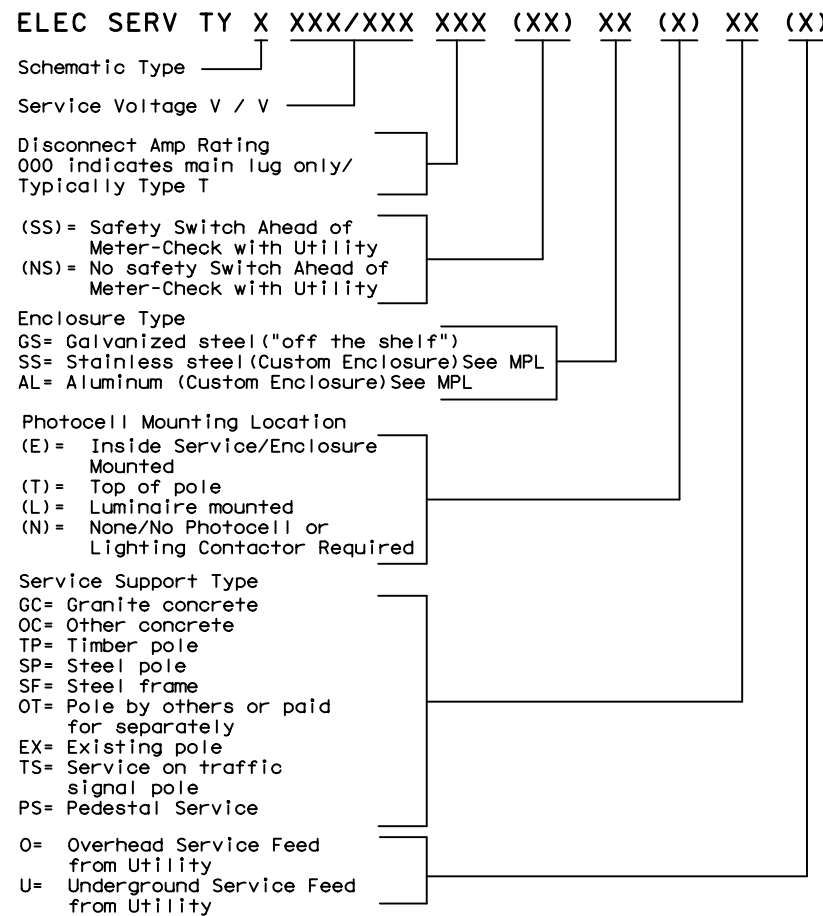 ELEC SERV TY X XXX/XXX XXX (XX) XX (X) XX (X)
Schematic Type
Service Voltage V / V
Disconnect Amp Rating
000 indicates main lug only/
Typically Type T
(SS)= Safety Switch Ahead of
Meter-Check with Utility
(NS)= No safety Switch Ahead of
Meter-Check with Utility
Enclosure Type
GS= Galvanized steel("off the shelf")
SS= Stainless steel(Custom Enclosure)See MPL
AL= Aluminum (Custom Enclosure)See MPL
Photocell Mounting Location
(E)= Inside Service/Enclosure
Mounted
(T)= Top of pole
(L)= Luminaire mounted
(N)= None/No Photocell or
Lighting Contactor Required
Service Support Type
GC= Granite concrete
OC= Other concrete
TP= Timber pole
SP= Steel pole
SF= Steel frame
OT= Pole by others or paid
for separately
EX= Existing pole
TS= Service on traffic
signal pole
PS= Pedestal Service
O= Overhead Service Feed
from Utility
U= Underground Service Feed
from Utility